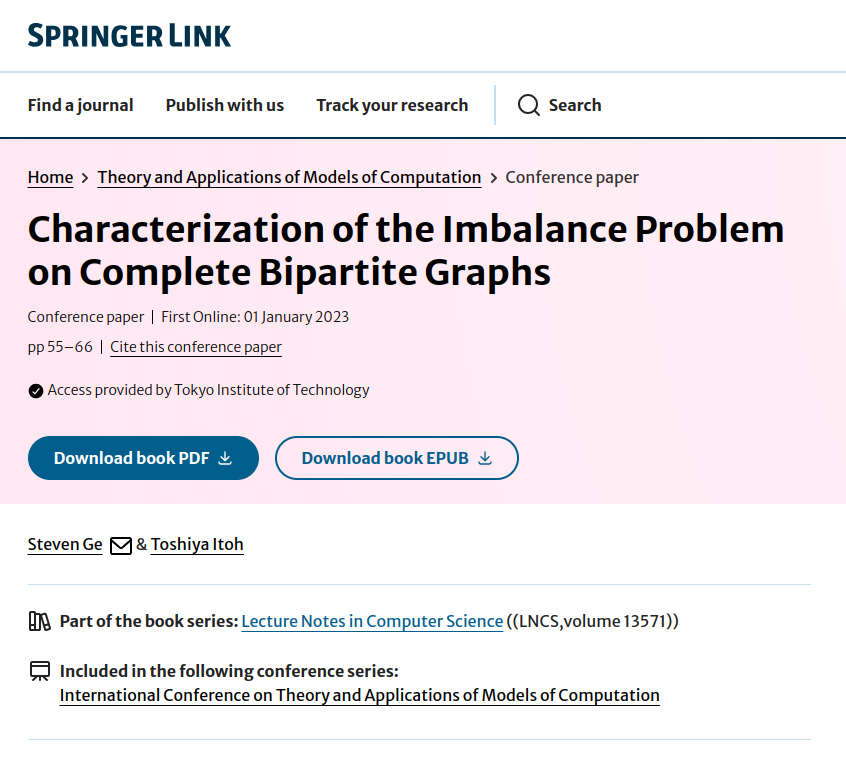 SPRINGER LINK
Find a journal Publish with us Track your research Search
Home > Theory and Applications of Models of Computation > Conference paper
Characterization of the Imbalance Problem
on Complete Bipartite Graphs
Conference paper | First Online: 01 January 2023
pp 55–66 | Cite this conference paper
Access provided by Tokyo Institute of Technology
Download book PDF Download book EPUB
Steven Ge & Toshiya Itoh
Part of the book series: Lecture Notes in Computer Science ((LNCS,volume 13571))
Included in the following conference series:
International Conference on Theory and Applications of Models of Computation